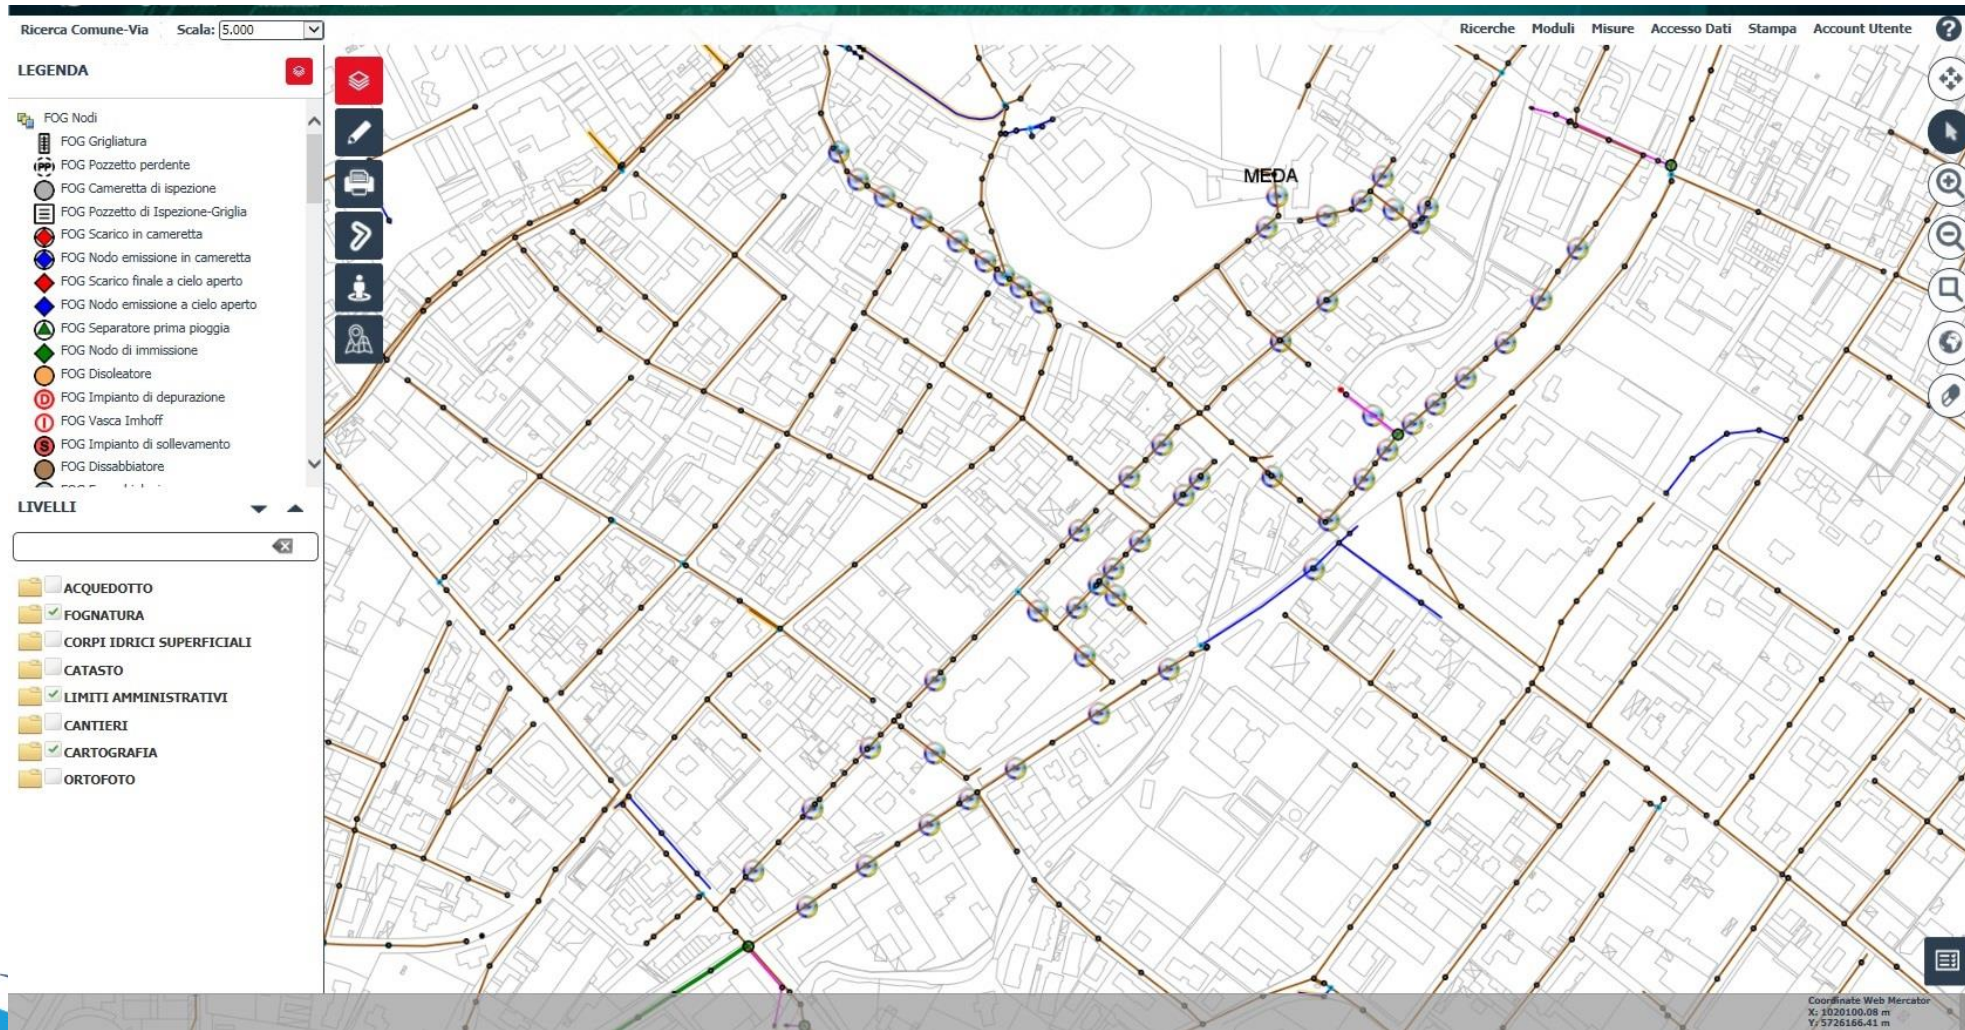 Ricerca Comune-Via
Scala: 5.000
Ricerche Moduli Misure Accesso Dati Stampa Account Utente ?
LEGENDA
FOG Nodi
FOG Grigliatura
PP FOG Pozzetto perdente
FOG Cameretta di ispezione
FOG Pozzetto di Ispezione-Griglia
FOG Scarico in cameretta
FOG Nodo emissione in cameretta
FOG Scarico finale a cielo aperto
FOG Nodo emissione a cielo aperto
FOG Separatore prima pioggia
FOG Nodo di immissione
FOG Disoleatore
D FOG Impianto di depurazione
I FOG Vasca Imhoff
S FOG Impianto di sollevamento
FOG Dissabbiatore
LIVELLI
ACQUEDOTTO
FOGNATURA
CORPI IDRICI SUPERFICIALI
CATASTO
LIMITI AMMINISTRATIVI
CANTIERI
CARTOGRAFIA
ORTOFOTO
MEDA
Coordinate Web Mercator
X: 1020100.08 m
Y: 5726166.41 m